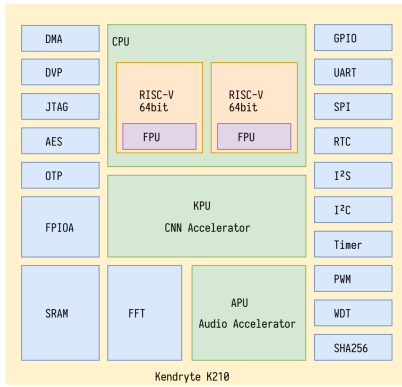 DMA
DVP
JTAG
AES
OTP
FPIOA
SRAM
CPU
RISC-V
64bit
FPU
RISC-V
64bit
FPU
KPU
CNN Accelerator
FFT
APU
Audio Accelerator
GPIO
UART
SPI
RTC
I²S
I²C
Timer
PWM
WDT
SHA256
Kendryte K210